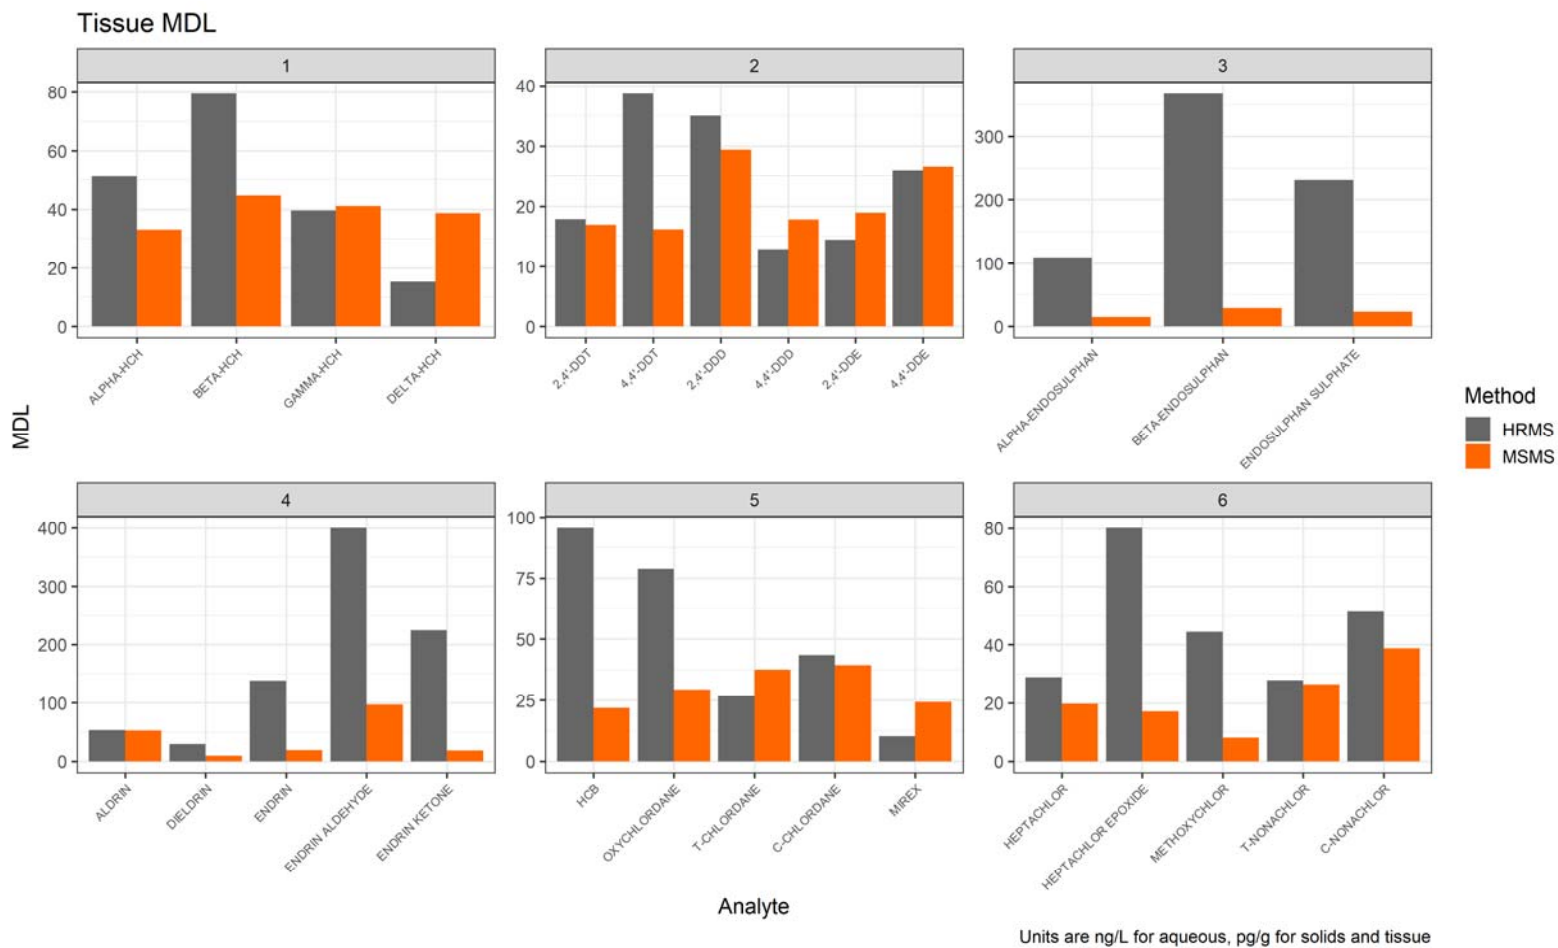 Tissue MDL
1
2
3
80
60
40
20
0
40
30
20
10
0
300
200
100
0
ALPHA-HCH
BETA-HCH
GAMMA-HCH
DELTA-HCH
2,4'-DDT
4,4'-DDT
2,4'-DDD
4,4'-DDD
2,4'-DDE
4,4'-DDE
ALPHA-ENDOSULPHAN
BETA-ENDOSULPHAN
ENDOSULPHAN SULPHATE
MDL
Method
HRMS
MSMS
4
5
6
400
300
200
100
0
100
75
50
25
0
80
60
40
20
0
ALDRIN
DIELDRIN
ENDRIN
ENDRIN ALDEHYDE
ENDRIN KETONE
HCB
OXYCHLORDANE
T-CHLORDANE
C-CHLORDANE
MIREX
HEPTACHLOR
HEPTACHLOR EPOXIDE
METHOXYCHLOR
T-NONACHLOR
C-NONACHLOR
Analyte
Units are ng/L for aqueous, pg/g for solids and tissue